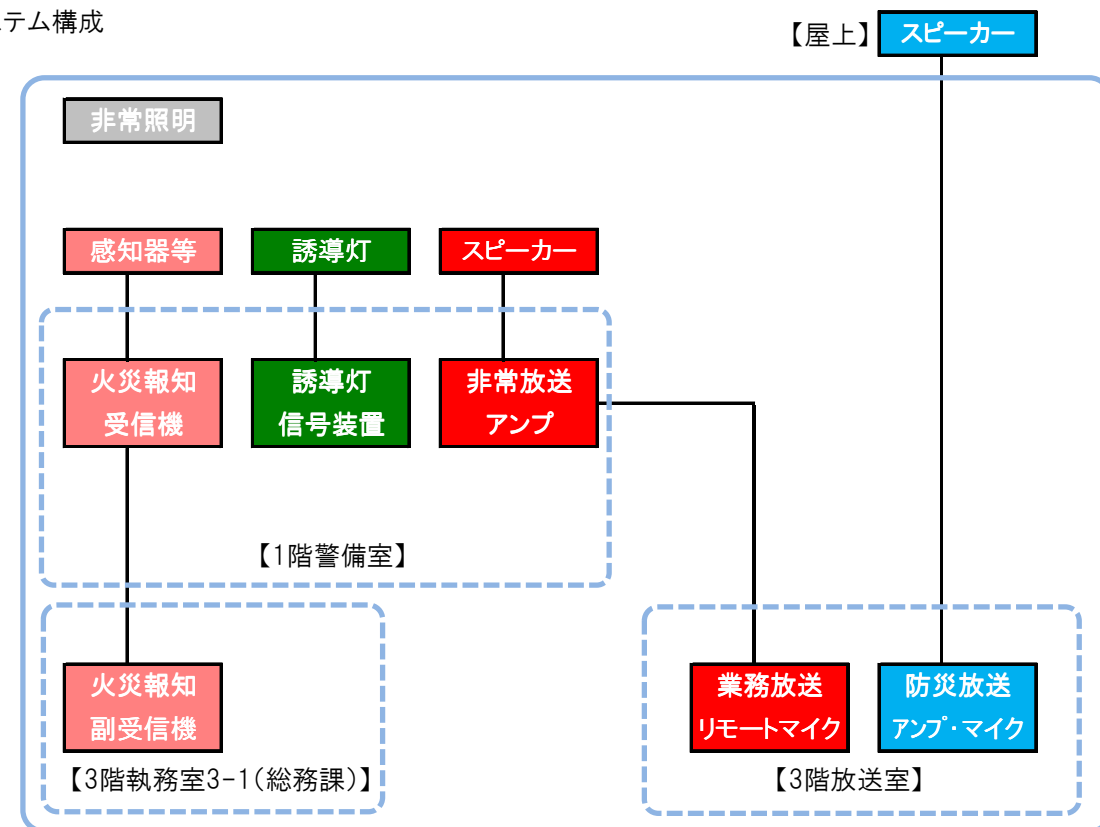 ステム構成
【屋上】 スピーカー
非常照明
感知器等 誘導灯 スピーカー
火災報知 誘導灯 非常放送
受信機 信号装置 アンプ
【1階警備室】
火災報知 業務放送 防災放送
副受信機 リモートマイク アンプ・マイク
【3階執務室3-1(総務課)】 【3階放送室】